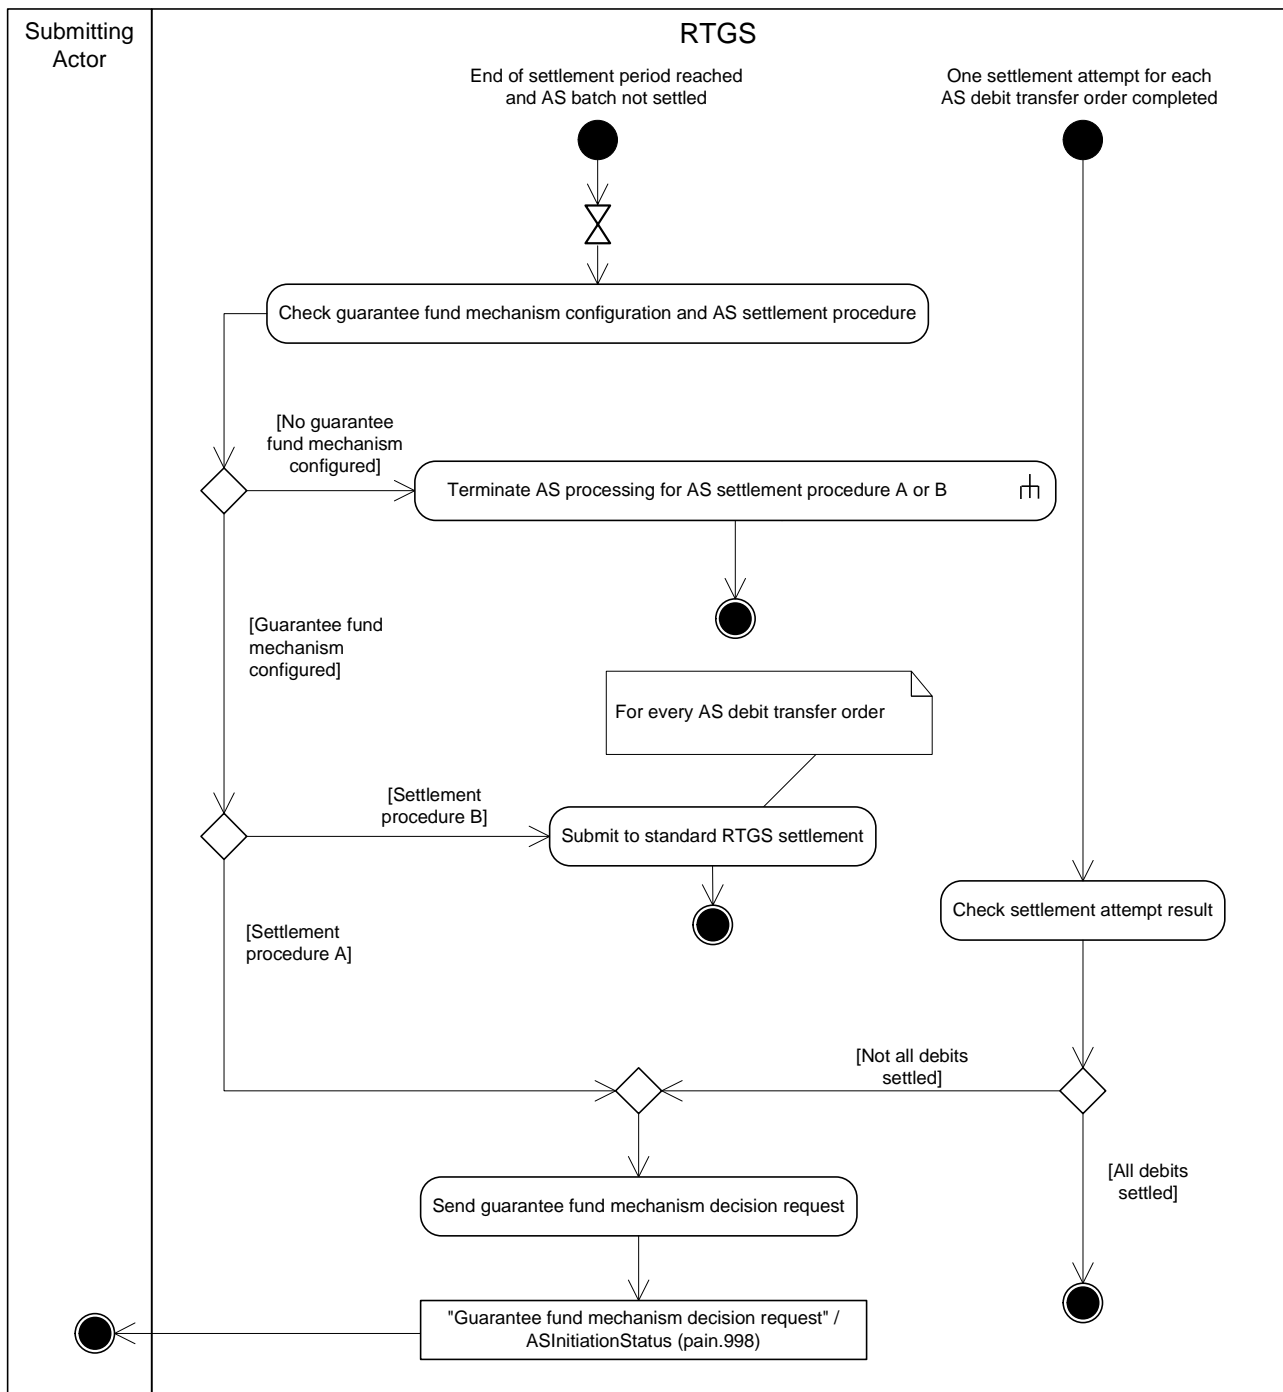 Submitting
Actor
RTGS
End of settlement period reached
and AS batch not settled
One settlement attempt for each
AS debit transfer order completed
Check guarantee fund mechanism configuration and AS settlement procedure
[No guarantee
fund mechanism
configured]
Terminate AS processing for AS settlement procedure A or B
[Guarantee fund
mechanism
configured]
For every AS debit transfer order
[Settlement
procedure B]
Submit to standard RTGS settlement
Check settlement attempt result
[Settlement
procedure A]
[Not all debits
settled]
[All debits
settled]
Send guarantee fund mechanism decision request
"Guarantee fund mechanism decision request" /
ASInitiationStatus (pain.998)